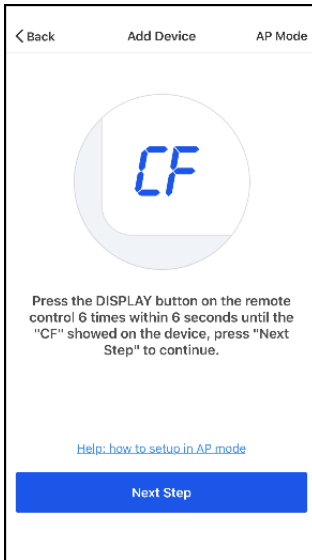 Back
Add Device
AP Mode
CF
Press the DISPLAY button on the remote
control 6 times within 6 seconds until the
"CF" showed on the device, press "Next
Step" to continue.
Help: how to setup in AP mode
Next Step